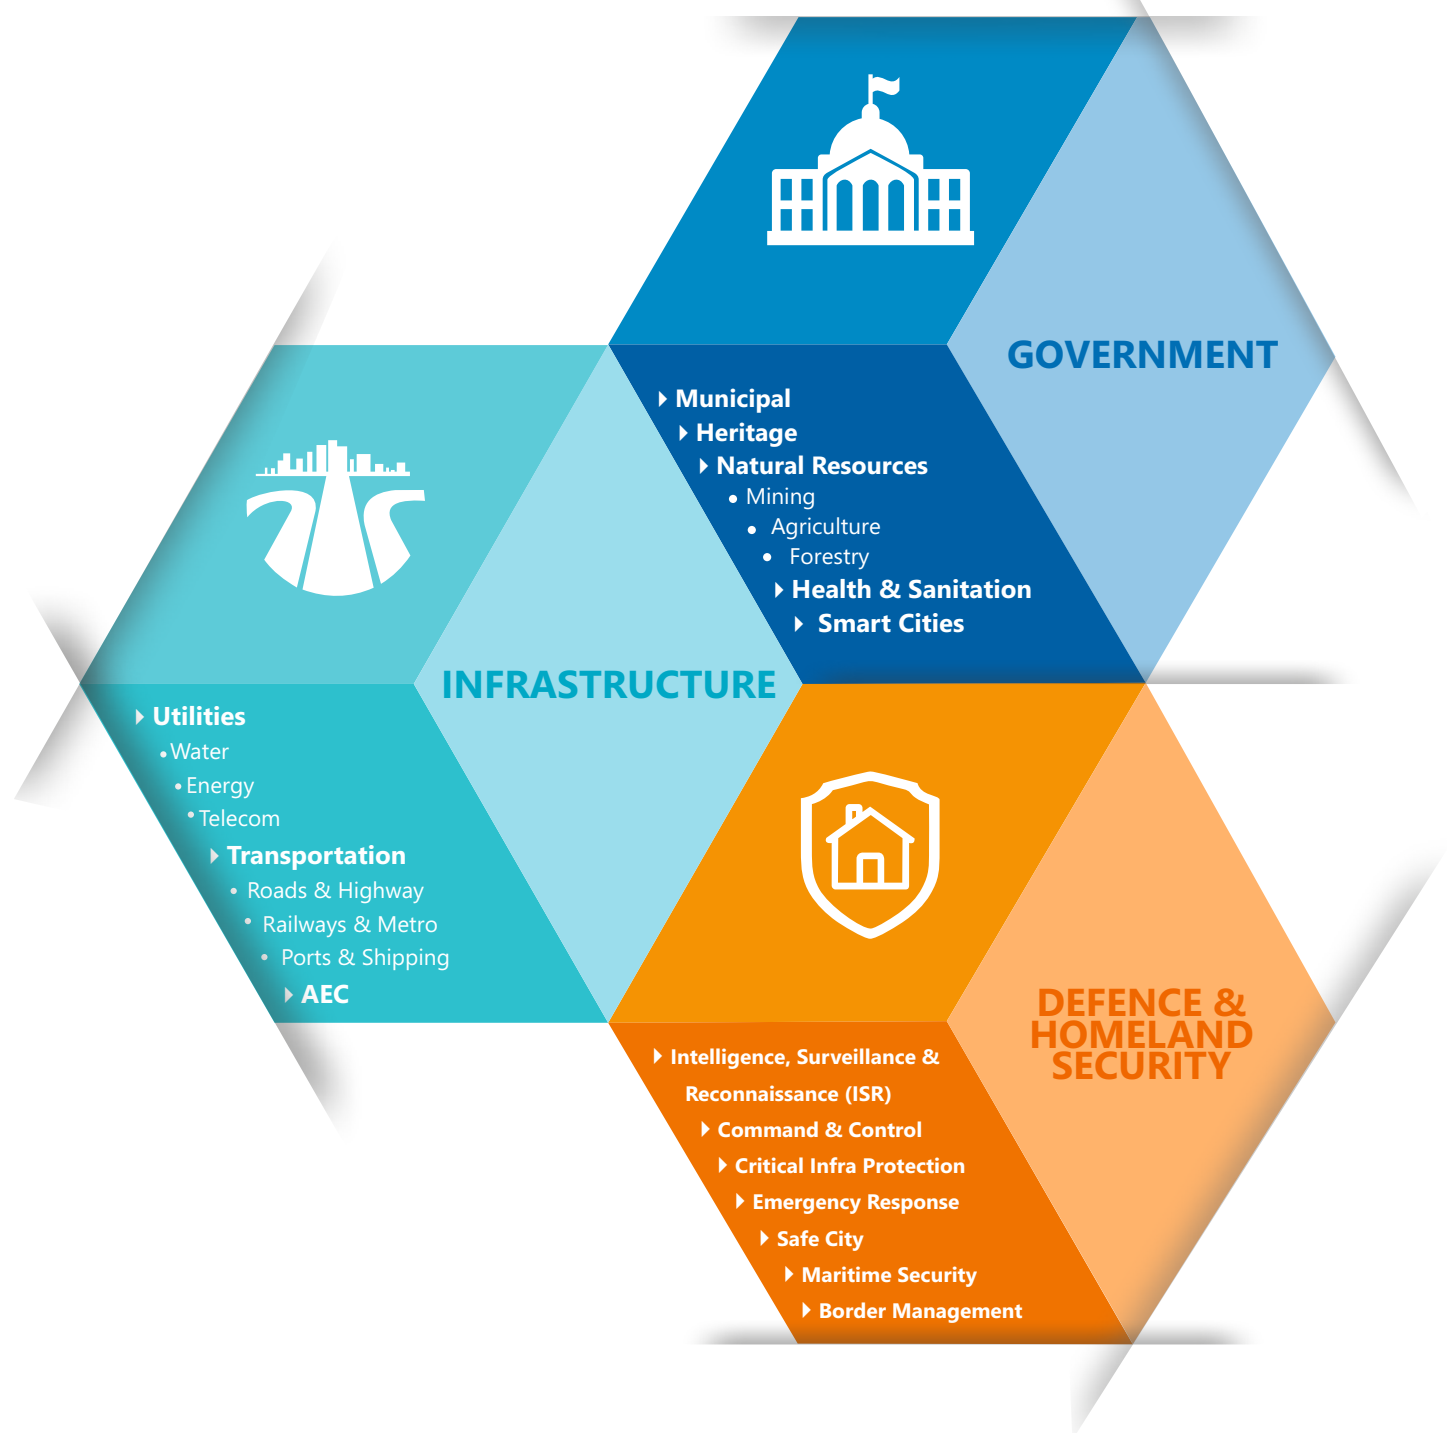 GOVERNMENT
Municipal
Heritage
Natural Resources
Mining
Agriculture
Forestry
Health & Sanitation
Smart Cities
INFRASTRUCTURE
Utilities
Water
Energy
Telecom
Transportation
Roads & Highway
Railways & Metro
Ports & Shipping
AEC
DEFENCE &
HOMELAND
SECURITY
Intelligence, Surveillance &
Reconnaissance (ISR)
Command & Control
Critical Infra Protection
Emergency Response
Safe City
Maritime Security
Border Management